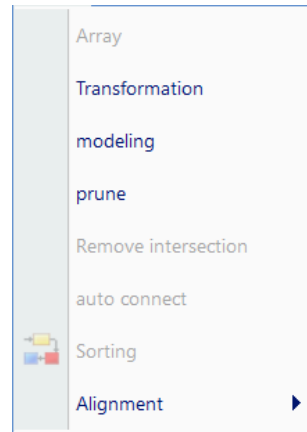 Array
Transformation
modeling
prune
Remove intersection
auto connect
Sorting
Alignment